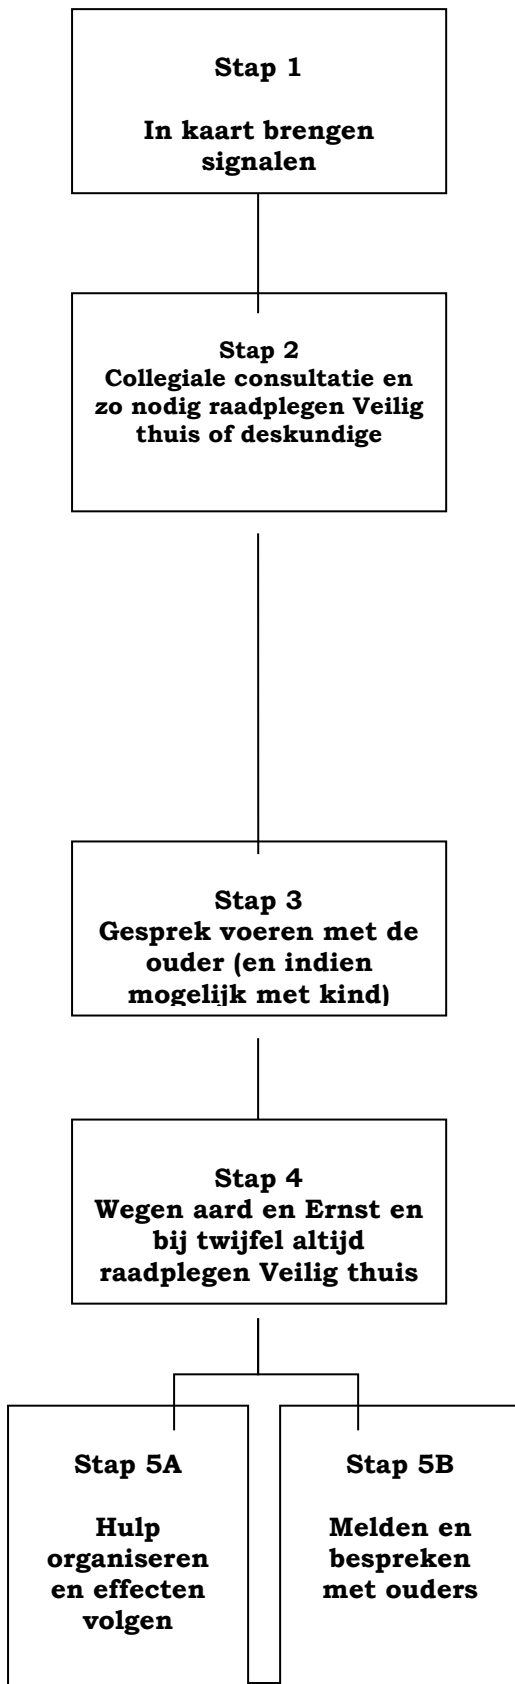 Stap 1
In kaart brengen
signalen
Stap 2
Collegiale consultatie en
zo nodig raadplegen Veilig
thuis of deskundige
Stap 3
Gesprek voeren met de
ouder (en indien
mogelijk met kind)
Stap 4
Wegen aard en Ernst en
bij twijfel altijd
raadplegen Veilig thuis
Stap 5A
Hulp
organiseren
en effecten
volgen
Stap 5B
Melden en
bespreken
met ouders